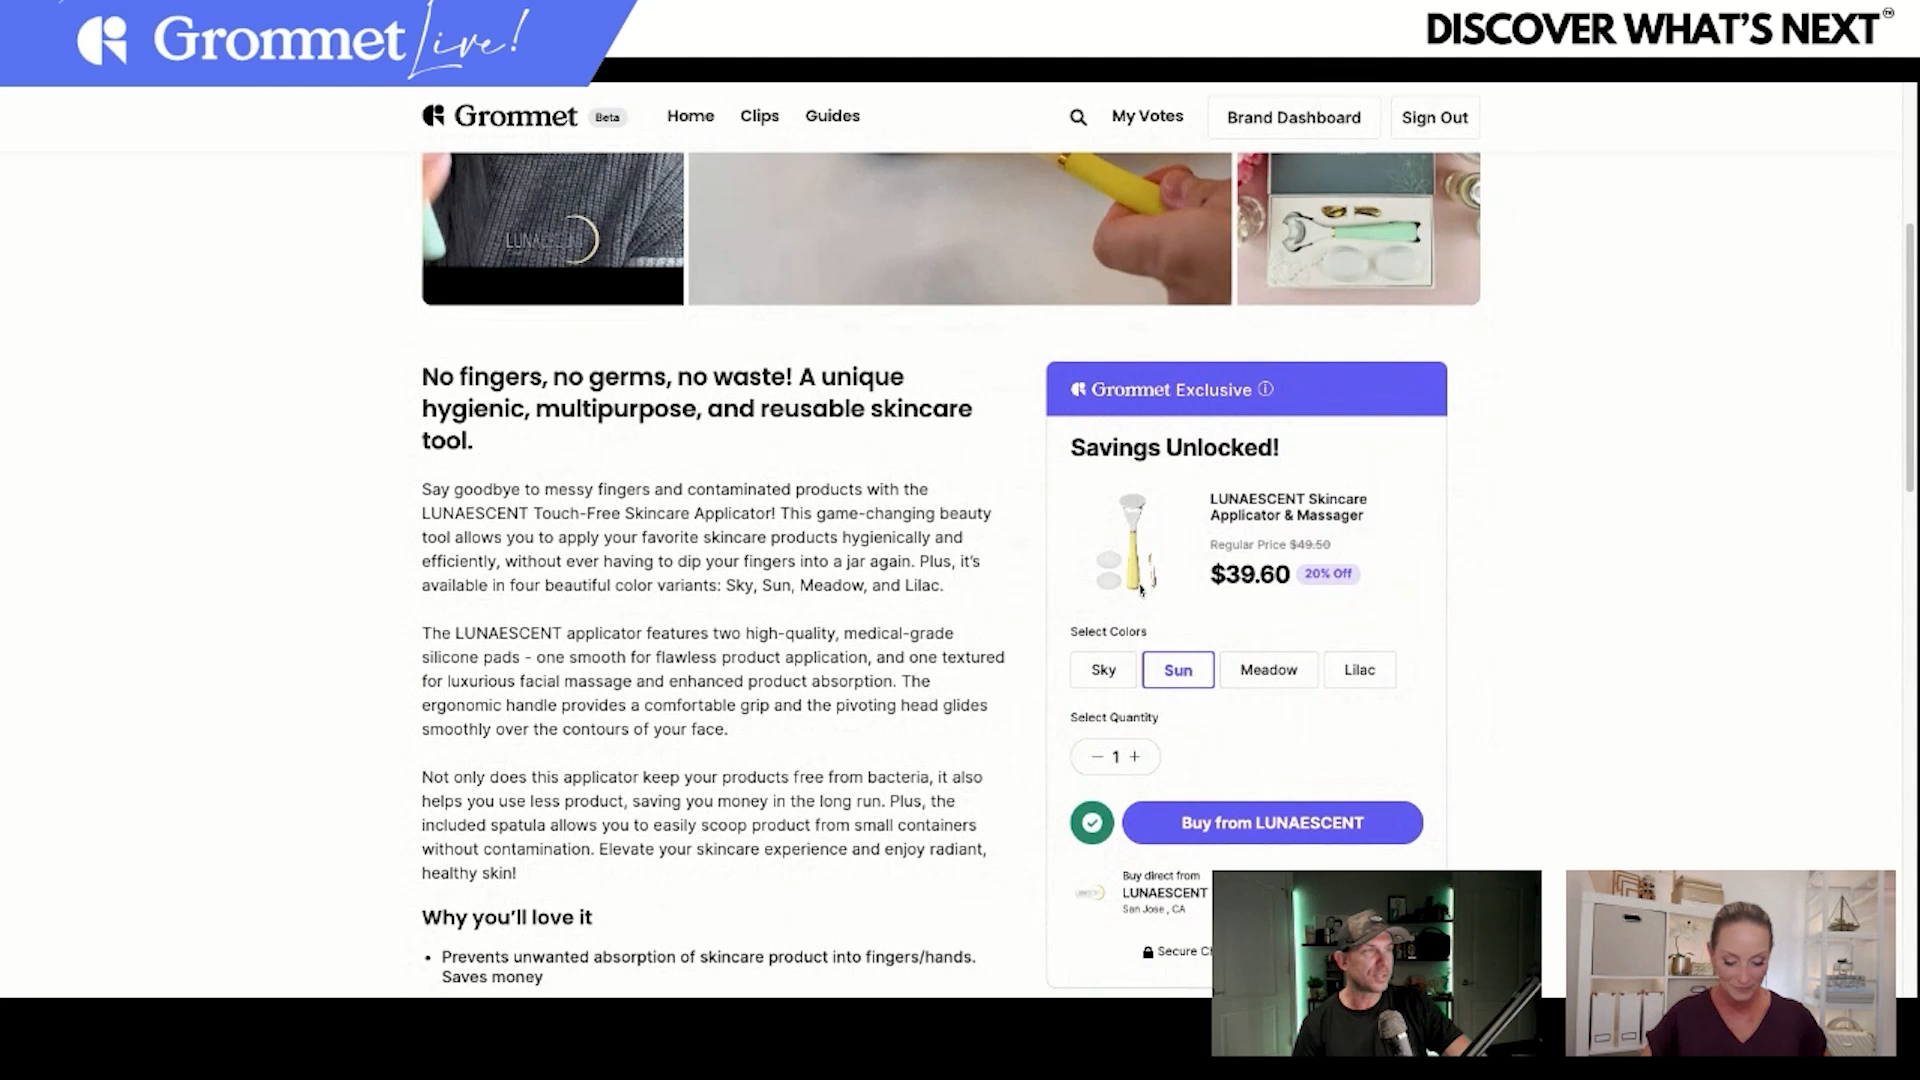 Grommet Live!
DISCOVER WHAT'S NEXT
Grommet Beta
Home Clips Guides
My Votes Brand Dashboard Sign Out
LUNAESCENT
No fingers, no germs, no waste! A unique
hygienic, multipurpose, and reusable skincare
tool.
Say goodbye to messy fingers and contaminated products with the
LUNAESCENT Touch-Free Skincare Applicator! This game-changing beauty
tool allows you to apply your favorite skincare products hygienically and
efficiently, without ever having to dip your fingers into a jar again. Plus, it's
available in four beautiful color variants: Sky, Sun, Meadow, and Lilac.
The LUNAESCENT applicator features two high-quality, medical-grade
silicone pads - one smooth for flawless product application, and one textured
for luxurious facial massage and enhanced product absorption. The
ergonomic handle provides a comfortable grip and the pivoting head glides
smoothly over the contours of your face.
Not only does this applicator keep your products free from bacteria, it also
helps you use less product, saving you money in the long run. Plus, the
included spatula allows you to easily scoop product from small containers
without contamination. Elevate your skincare experience and enjoy radiant,
healthy skin!
Why you'll love it
• Prevents unwanted absorption of skincare product into fingers/hands.
Saves money
Grommet Exclusive
Savings Unlocked!
LUNAESCENT Skincare
Applicator & Massager
Regular Price $49.50
$39.60 20% Off
Select Colors
Sky Sun Meadow Lilac
Select Quantity
− 1 +
Buy from LUNAESCENT
Buy direct from
LUNAESCENT
San Jose , CA
Secure